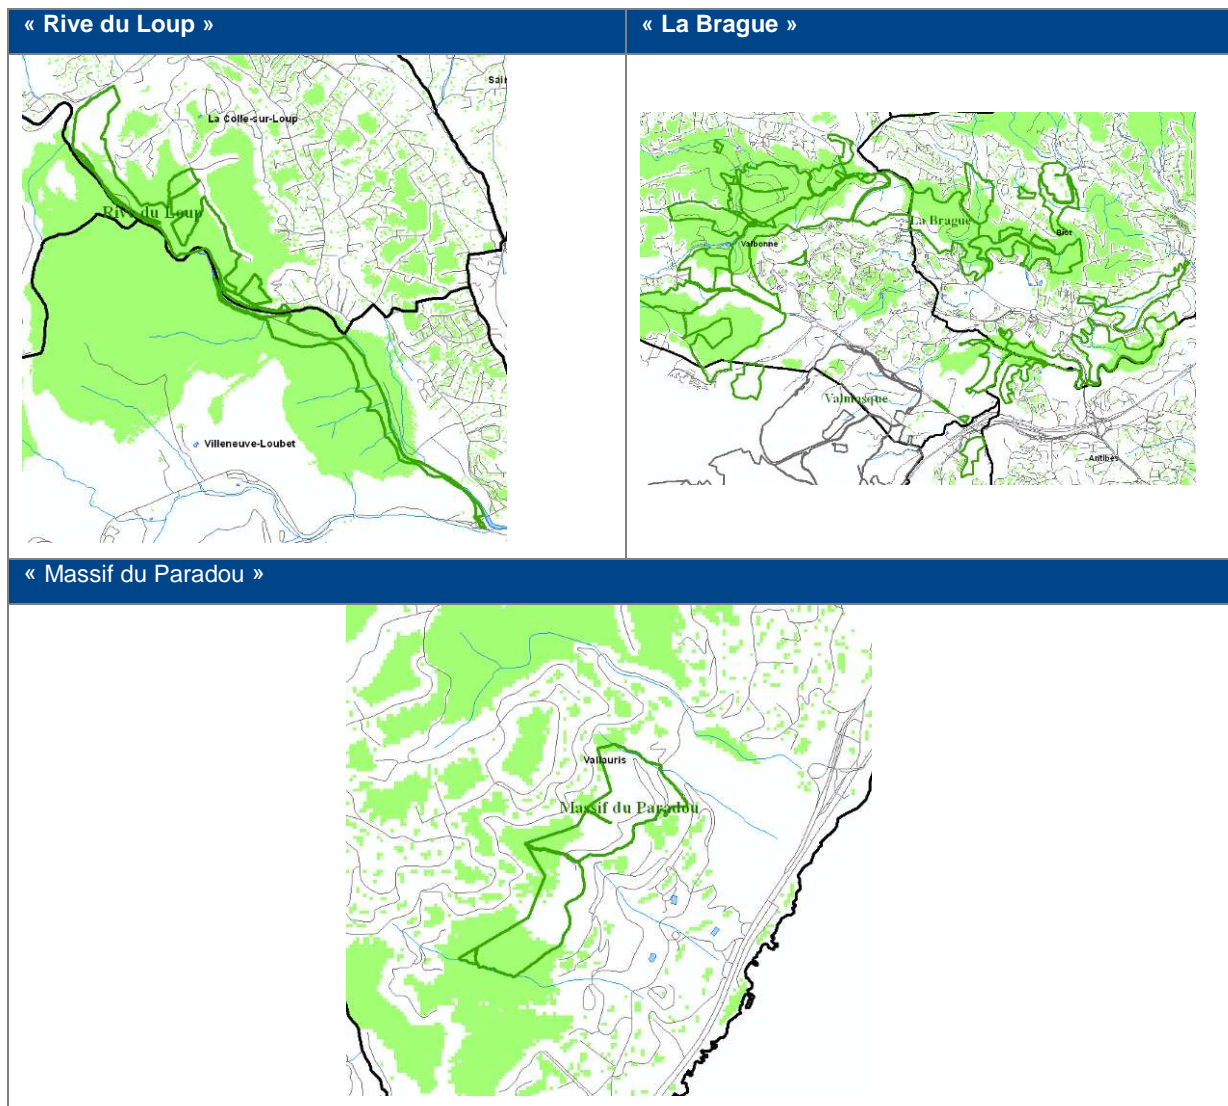 « Rive du Loup »
« La Brague »
Sai
La Colle-sur-Loup
Rive du Loup
Villeneuve-Loubet
La Brague
Biot
Valbonne
Valmasque
Antibes
« Massif du Paradou »
Vallauris
Massif du Paradou